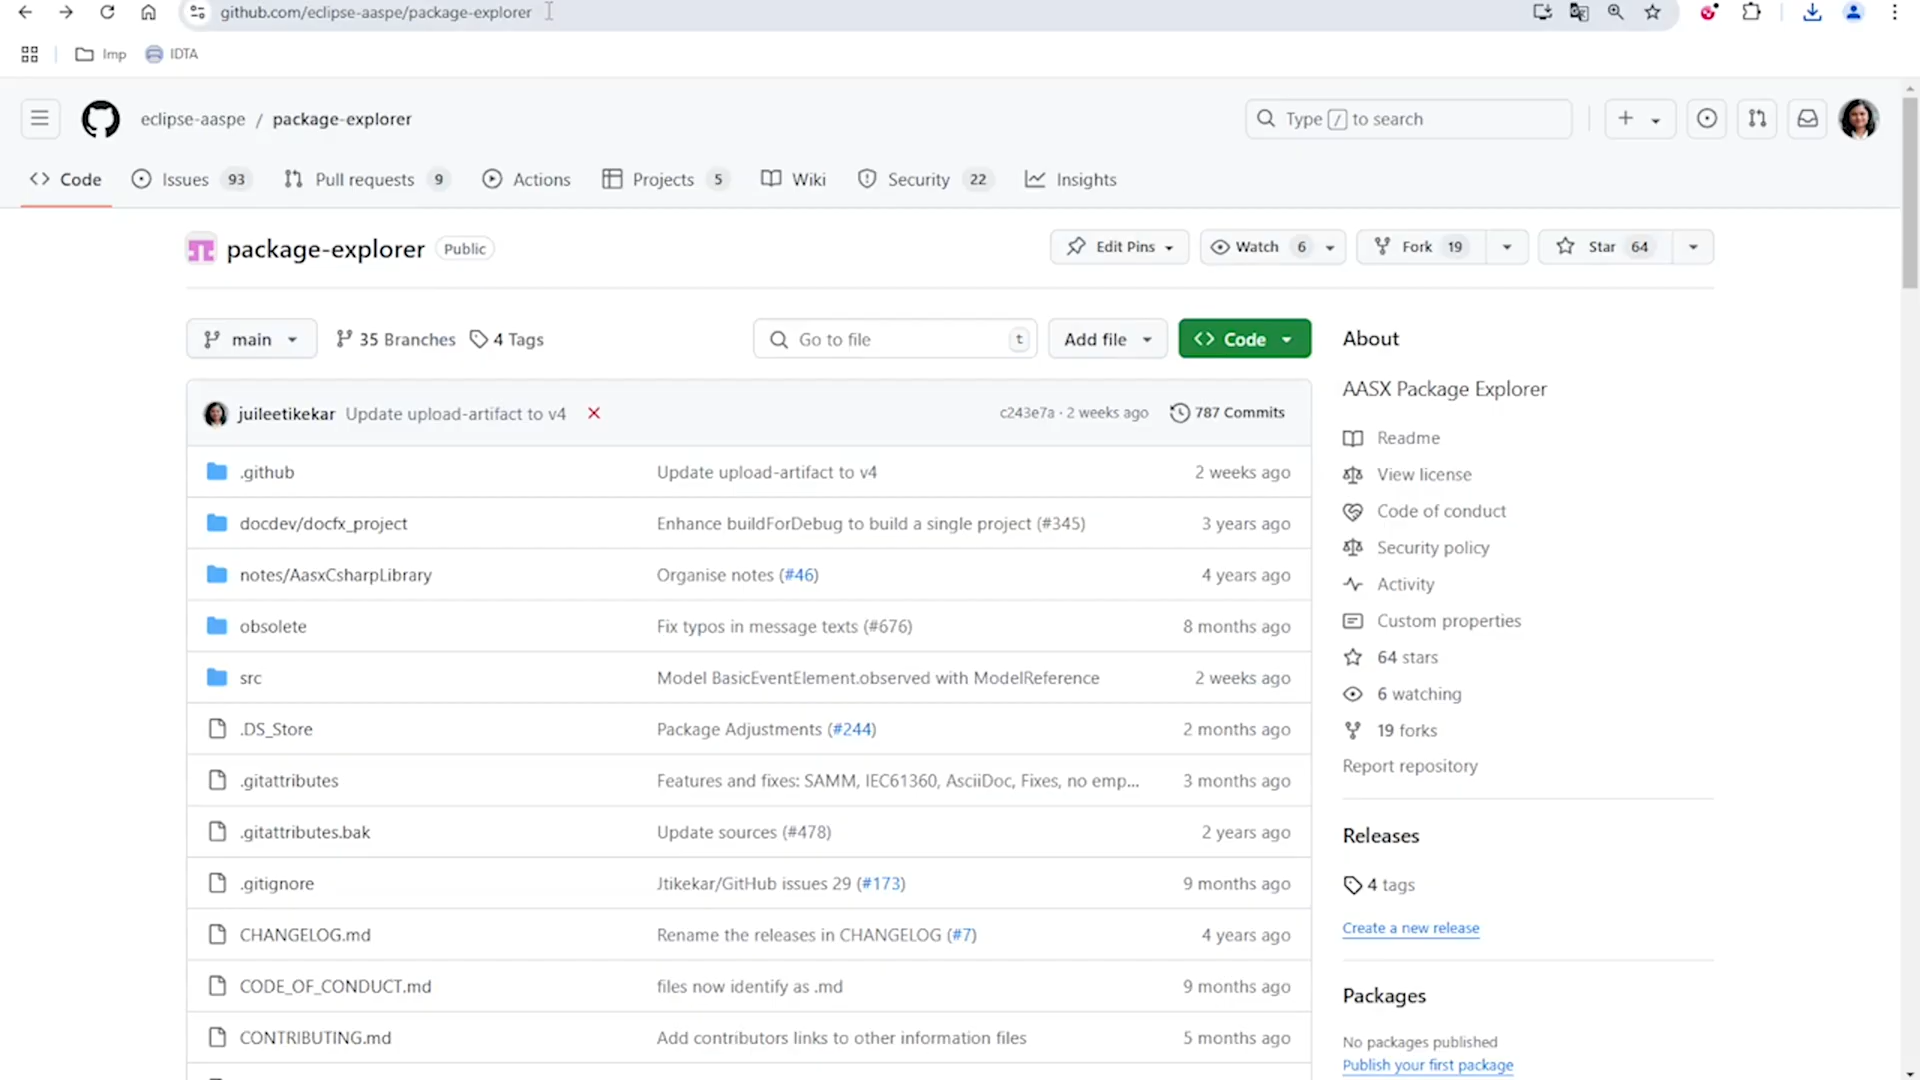 github.com/eclipse-aaspe/package-explorer
Imp
IDTA
eclipse-aaspe / package-explorer
Type / to search
Code
Issues 93
Pull requests 9
Actions
Projects 5
Wiki
Security 22
Insights
package-explorer Public
Edit Pins
Watch 6
Fork 19
Star 64
main
35 Branches
4 Tags
Go to file t
Add file
Code
juileetikekar Update upload-artifact to v4
c243e7a · 2 weeks ago
787 Commits
.github Update upload-artifact to v4 2 weeks ago
docdev/docfx_project Enhance buildForDebug to build a single project (#345) 3 years ago
notes/AasxCsharpLibrary Organise notes (#46) 4 years ago
obsolete Fix typos in message texts (#676) 8 months ago
src Model BasicEventElement.observed with ModelReference 2 weeks ago
.DS_Store Package Adjustments (#244) 2 months ago
.gitattributes Features and fixes: SAMM, IEC61360, AsciiDoc, Fixes, no emp... 3 months ago
.gitattributes.bak Update sources (#478) 2 years ago
.gitignore Jtikekar/GitHub issues 29 (#173) 9 months ago
CHANGELOG.md Rename the releases in CHANGELOG (#7) 4 years ago
CODE_OF_CONDUCT.md files now identify as .md 9 months ago
CONTRIBUTING.md Add contributors links to other information files 5 months ago
About
AASX Package Explorer
Readme
View license
Code of conduct
Security policy
Activity
Custom properties
64 stars
6 watching
19 forks
Report repository
Releases
4 tags
Create a new release
Packages
No packages published
Publish your first package